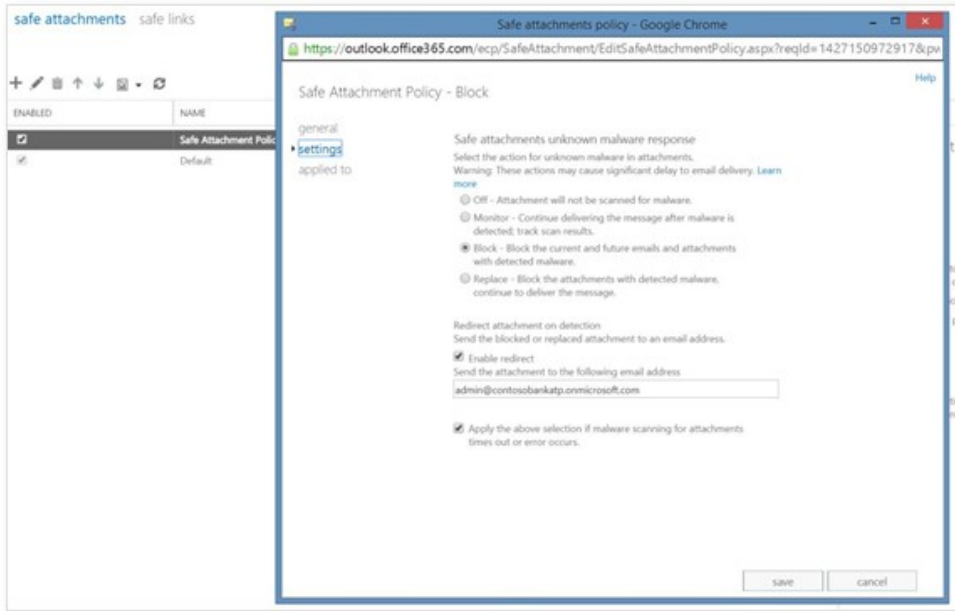 safe attachments safe links
ENABLED NAME
Safe Attachment Polic
Default
Safe attachments policy - Google Chrome
https://outlook.office365.com/ecp/SafeAttachment/EditSafeAttachmentPolicy.aspx?reqId=1427150972917&pw
Help
Safe Attachment Policy - Block
general
settings
applied to
Safe attachments unknown malware response
Select the action for unknown malware in attachments.
Warning: These actions may cause significant delay to email delivery. Learn
more
Off - Attachment will not be scanned for malware.
Monitor - Continue delivering the message after malware is
detected; track scan results.
Block - Block the current and future emails and attachments
with detected malware.
Replace - Block the attachments with detected malware,
continue to deliver the message.
Redirect attachment on detection
Send the blocked or replaced attachment to an email address.
Enable redirect
Send the attachment to the following email address
admin@contosobankatp.onmicrosoft.com
Apply the above selection if malware scanning for attachments
times out or error occurs.
save cancel